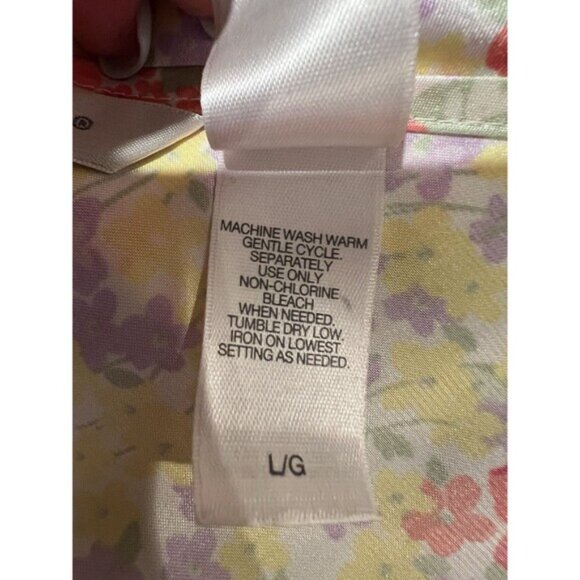 ®
MACHINE WASH WARM
GENTLE CYCLE.
SEPARATELY
USE ONLY
NON-CHLORINE
BLEACH
WHEN NEEDED.
TUMBLE DRY LOW.
IRON ON LOWEST
SETTING AS NEEDED.
L/G